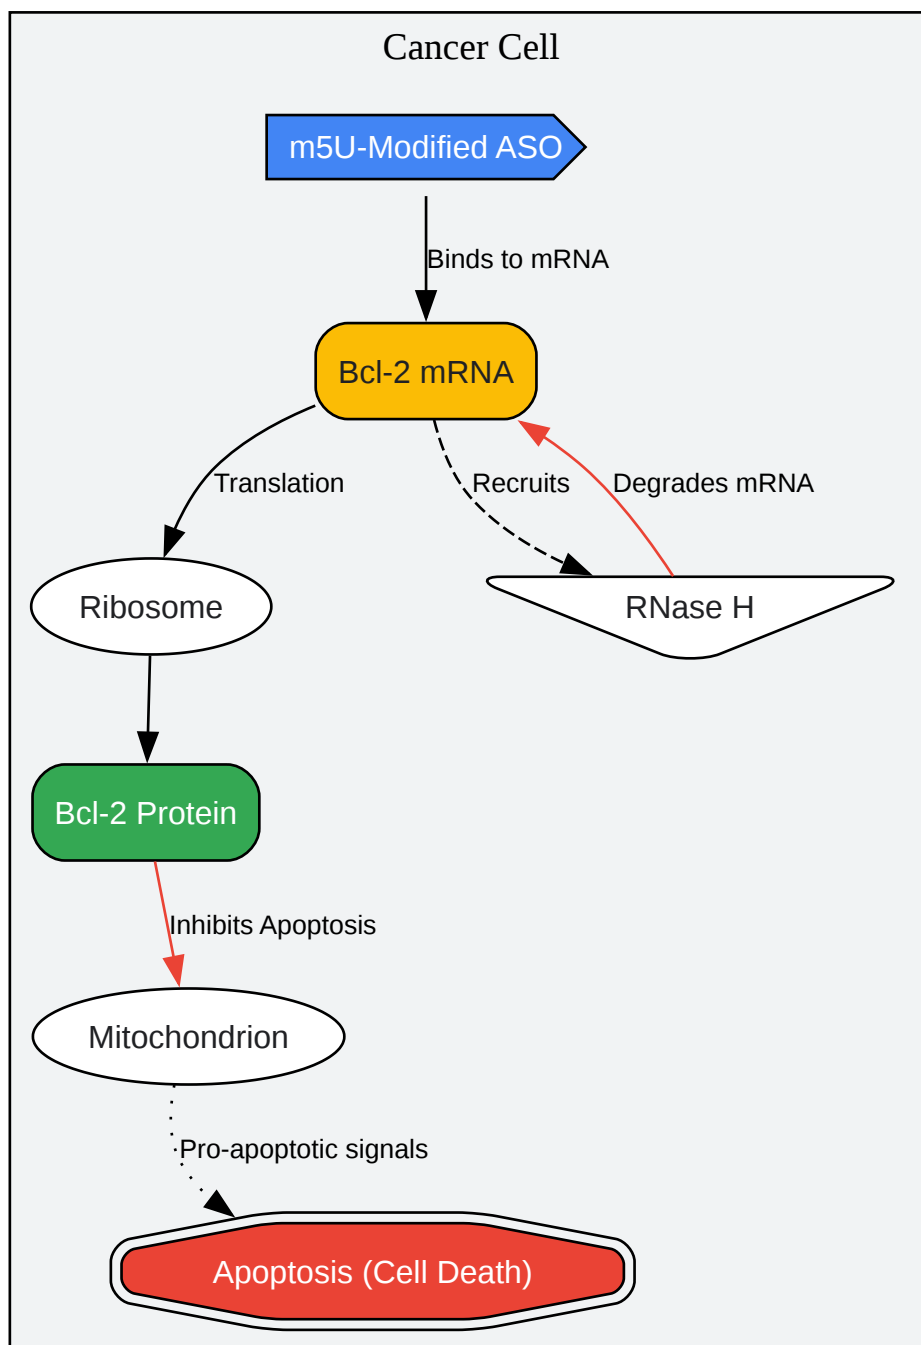 Cancer Cell
m5U-Modified ASO
Binds to mRNA
Bcl-2 mRNA
Translation
Recruits
Degrades mRNA
Ribosome
RNase H
Bcl-2 Protein
Inhibits Apoptosis
Mitochondrion
Pro-apoptotic signals
Apoptosis (Cell Death)